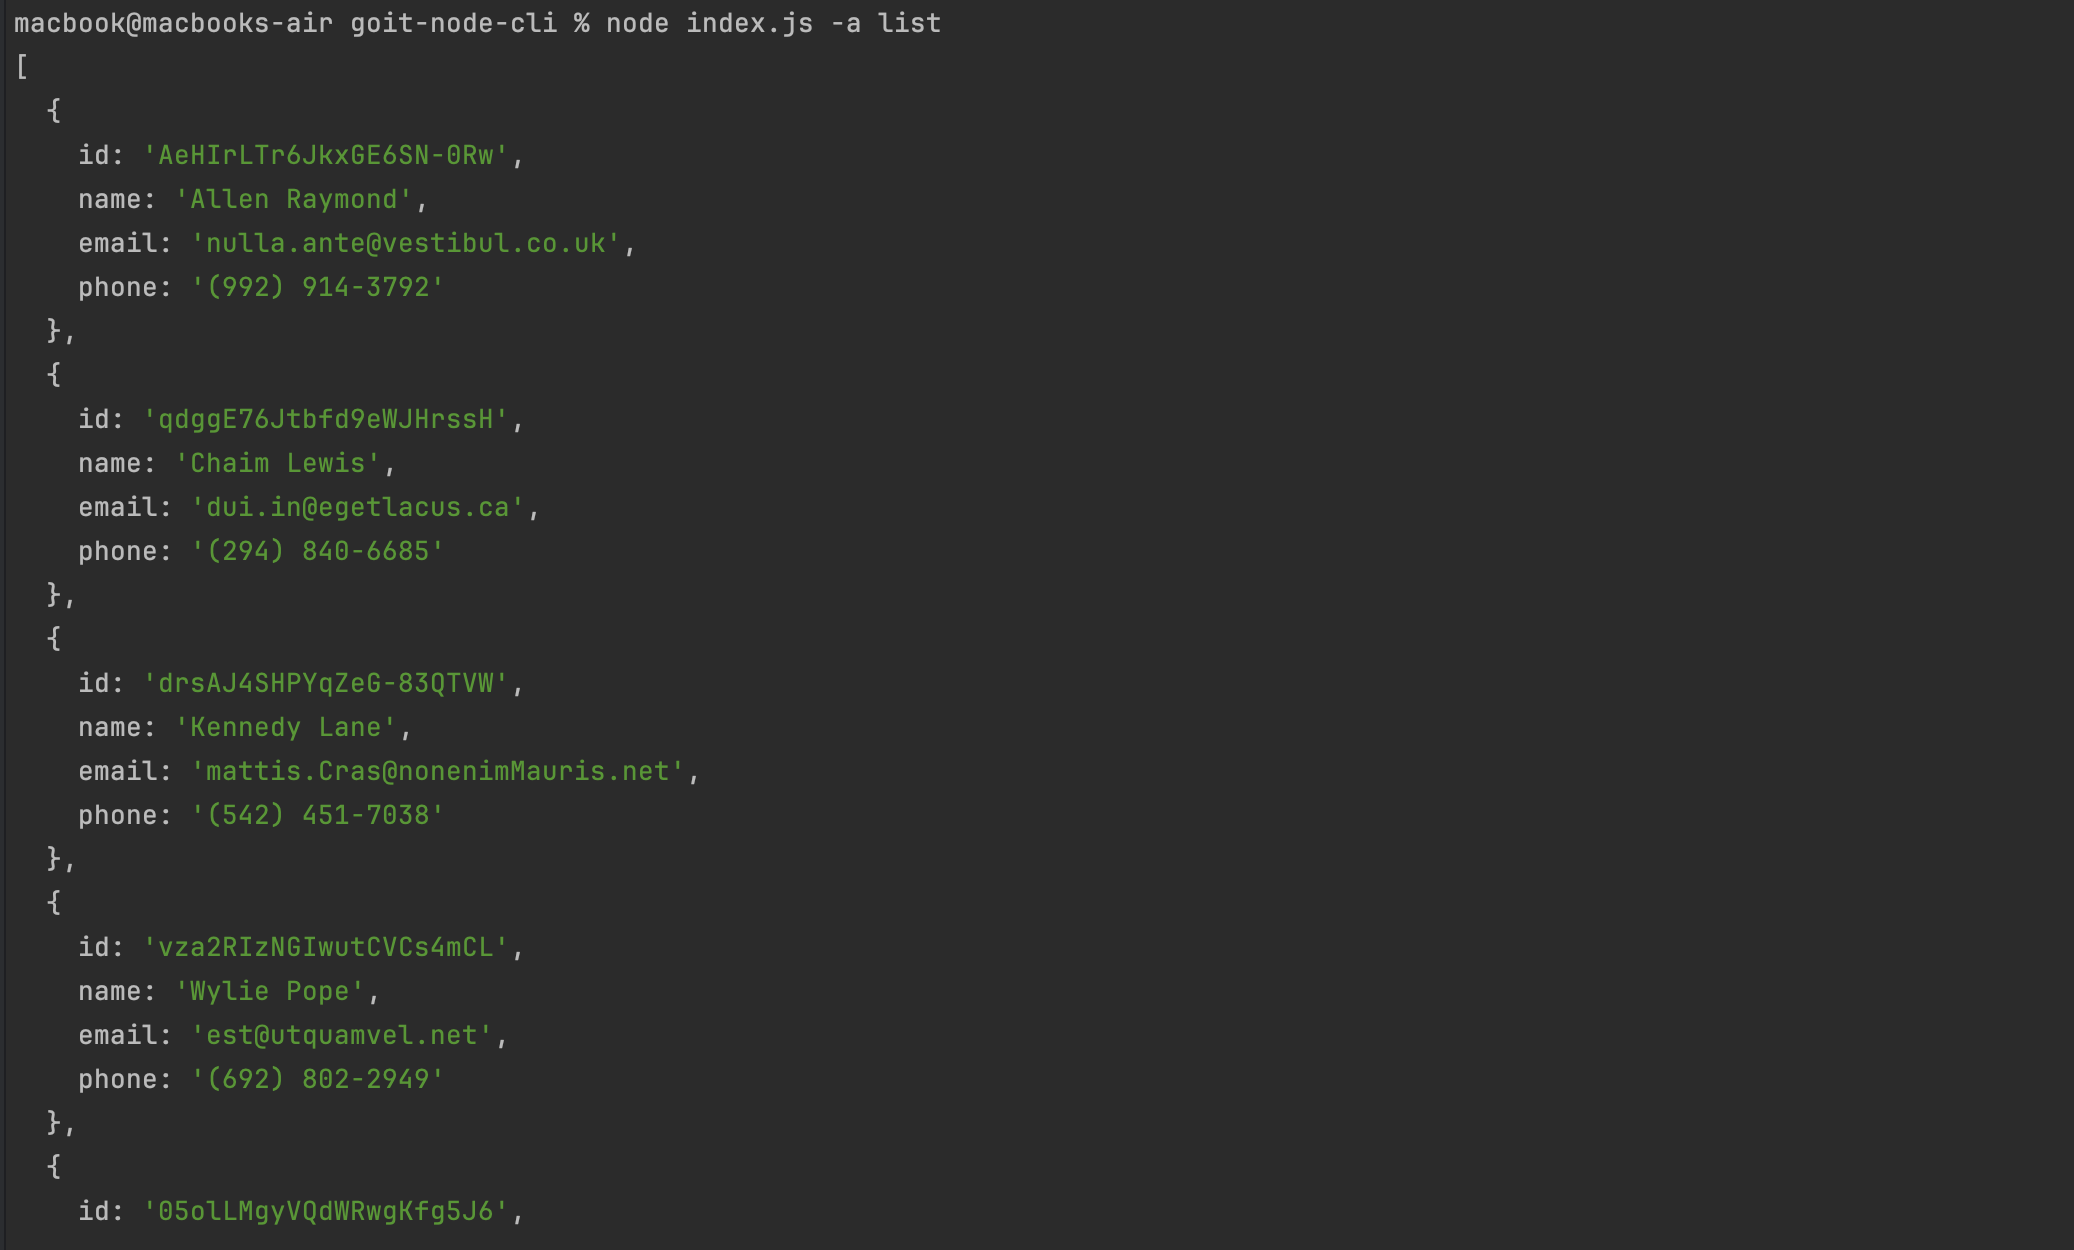 macbook@macbooks-air goit-node-cli % node index.js -a list
[
  {
    id: 'AeHIrLTr6JkxGE6SN-0Rw',
    name: 'Allen Raymond',
    email: 'nulla.ante@vestibul.co.uk',
    phone: '(992) 914-3792'
  },
  {
    id: 'qdggE76Jtbfd9eWJHrssH',
    name: 'Chaim Lewis',
    email: 'dui.in@egetlacus.ca',
    phone: '(294) 840-6685'
  },
  {
    id: 'drsAJ4SHPYqZeG-83QTVW',
    name: 'Kennedy Lane',
    email: 'mattis.Cras@nonenimMauris.net',
    phone: '(542) 451-7038'
  },
  {
    id: 'vza2RIzNGIwutCVCs4mCL',
    name: 'Wylie Pope',
    email: 'est@utquamvel.net',
    phone: '(692) 802-2949'
  },
  {
    id: '05olLMgyVQdWRwgKfg5J6',